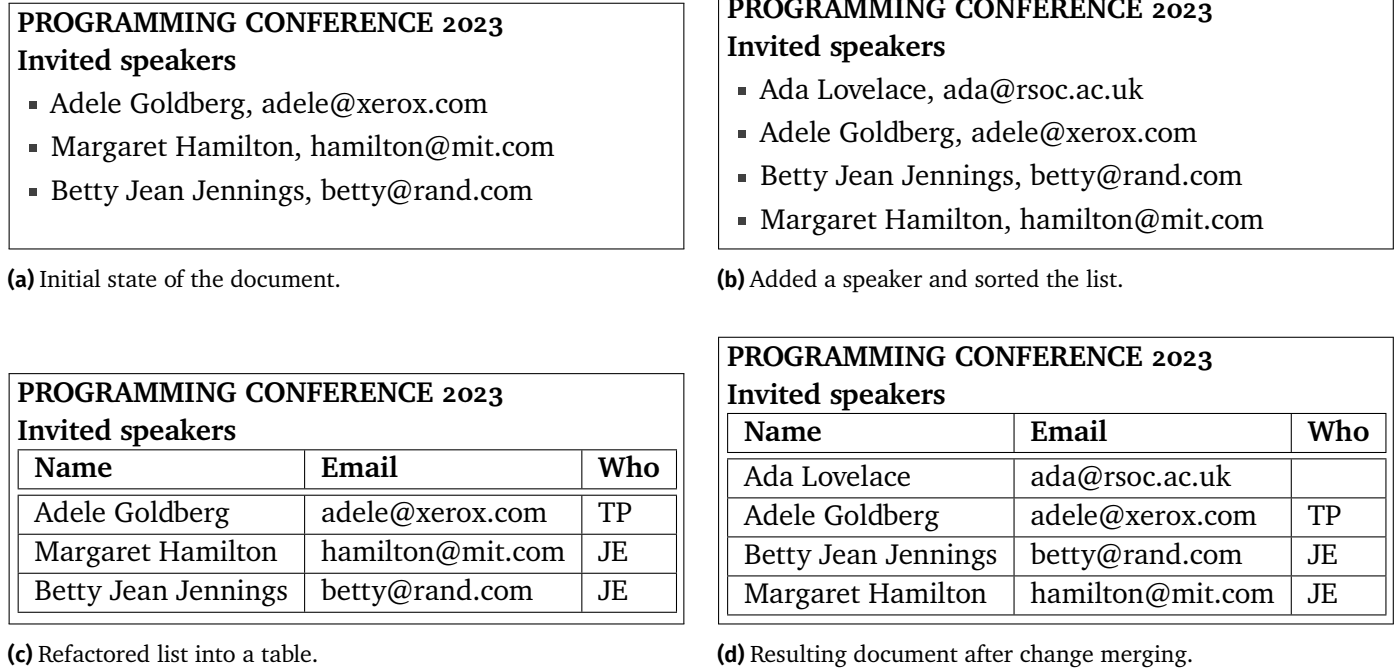 PROGRAMMING CONFERENCE 2023
Invited speakers
▪ Adele Goldberg, adele@xerox.com
▪ Margaret Hamilton, hamilton@mit.com
▪ Betty Jean Jennings, betty@rand.com
(a) Initial state of the document.
PROGRAMMING CONFERENCE 2023
Invited speakers
▪ Ada Lovelace, ada@rsoc.ac.uk
▪ Adele Goldberg, adele@xerox.com
▪ Betty Jean Jennings, betty@rand.com
▪ Margaret Hamilton, hamilton@mit.com
(b) Added a speaker and sorted the list.
PROGRAMMING CONFERENCE 2023
Invited speakers
Name Email Who
Adele Goldberg adele@xerox.com TP
Margaret Hamilton hamilton@mit.com JE
Betty Jean Jennings betty@rand.com JE
(c) Refactored list into a table.
PROGRAMMING CONFERENCE 2023
Invited speakers
Name Email Who
Ada Lovelace ada@rsoc.ac.uk
Adele Goldberg adele@xerox.com TP
Betty Jean Jennings betty@rand.com JE
Margaret Hamilton hamilton@mit.com JE
(d) Resulting document after change merging.